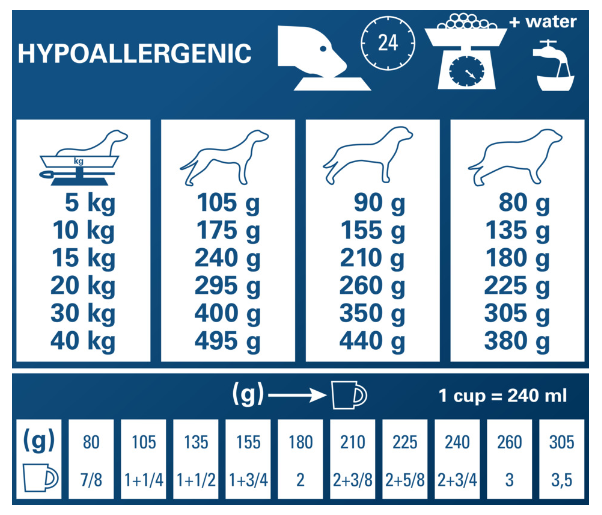 HYPOALLERGENIC
24
+ water
kg
5 kg 105 g 90 g 80 g
10 kg 175 g 155 g 135 g
15 kg 240 g 210 g 180 g
20 kg 295 g 260 g 225 g
30 kg 400 g 350 g 305 g
40 kg 495 g 440 g 380 g
(g)
1 cup = 240 ml
(g) 80 105 135 155 180 210 225 240 260 305
7/8 1+1/4 1+1/2 1+3/4 2 2+3/8 2+5/8 2+3/4 3 3,5